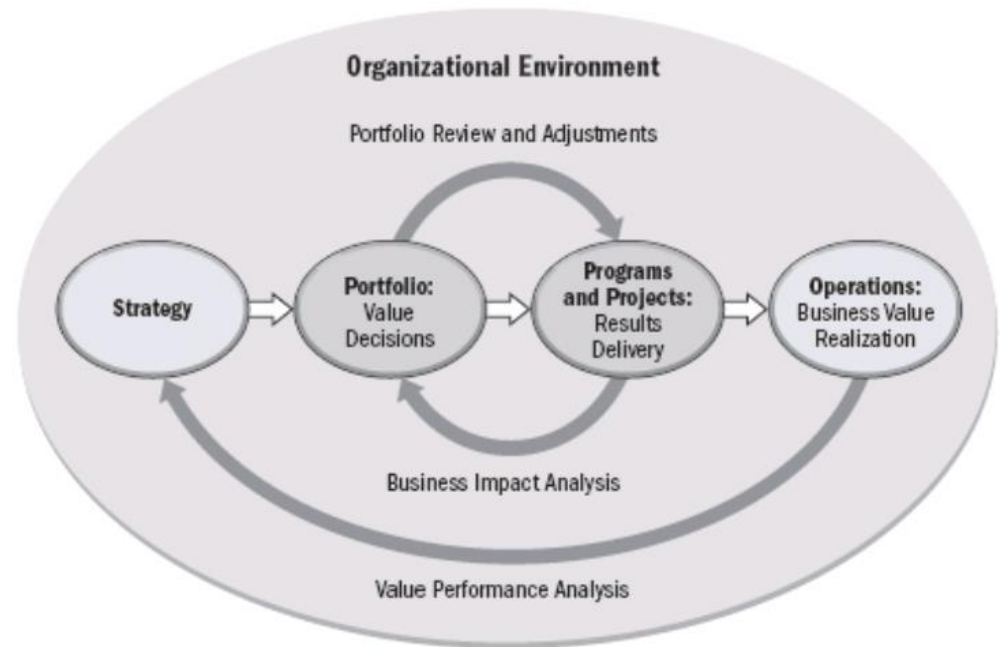 Organizational Environment
Portfolio Review and Adjustments
Strategy
Portfolio:
Value
Decisions
Programs
and Projects:
Results
Delivery
Operations:
Business Value
Realization
Business Impact Analysis
Value Performance Analysis